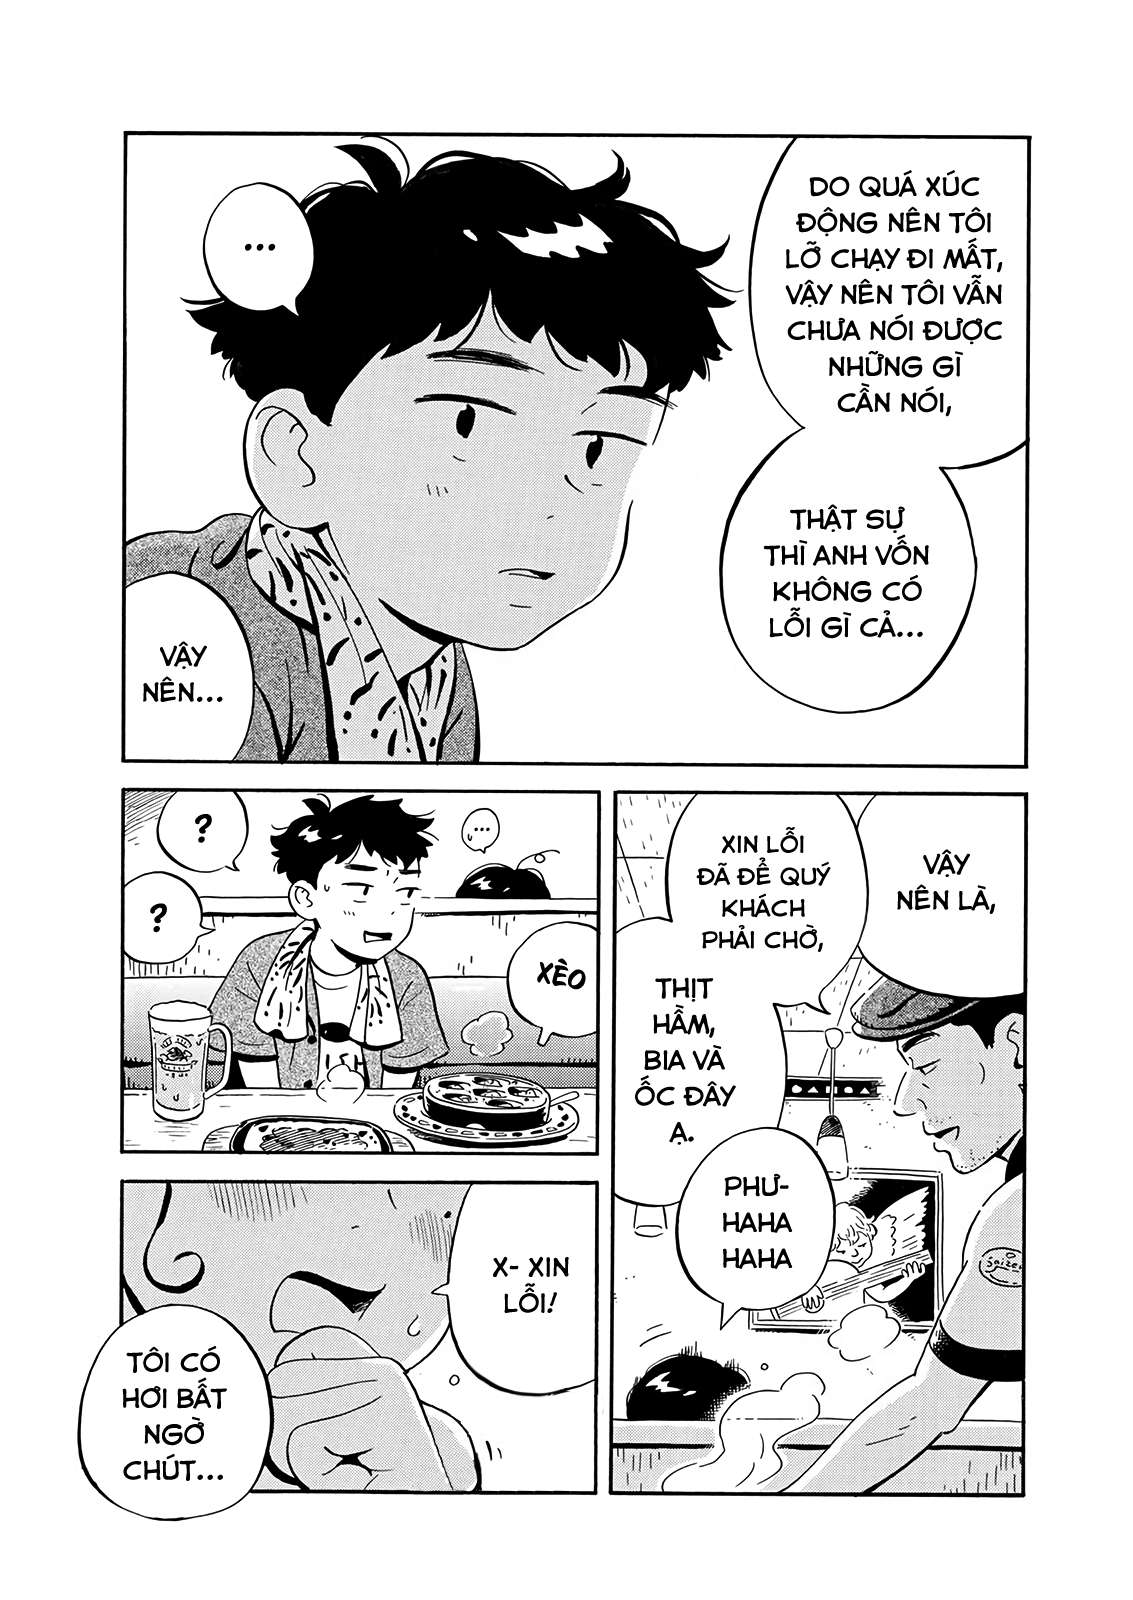 DO QUÁ XÚC
ĐỘNG NÊN TÔI
LỠ CHẠY ĐI MẤT,
VẬY NÊN TÔI VẪN
CHƯA NÓI ĐƯỢC
NHỮNG GÌ
CẦN NÓI,
THẬT SỰ
THÌ ANH VỐN
KHÔNG CÓ
LỖI GÌ CẢ...
...
VẬY
NÊN...
VẬY
NÊN LÀ,
XIN LỖI
ĐÃ ĐỂ QUÝ
KHÁCH
PHẢI CHỜ,
THỊT
HẦM,
BIA VÀ
ỐC ĐÂY
Ạ.
PHƯ-
HAHA
HAHA
...
XÈO
?
?
X- XIN
LỖI!
TÔI CÓ
HƠI BẤT
NGỜ
CHÚT...